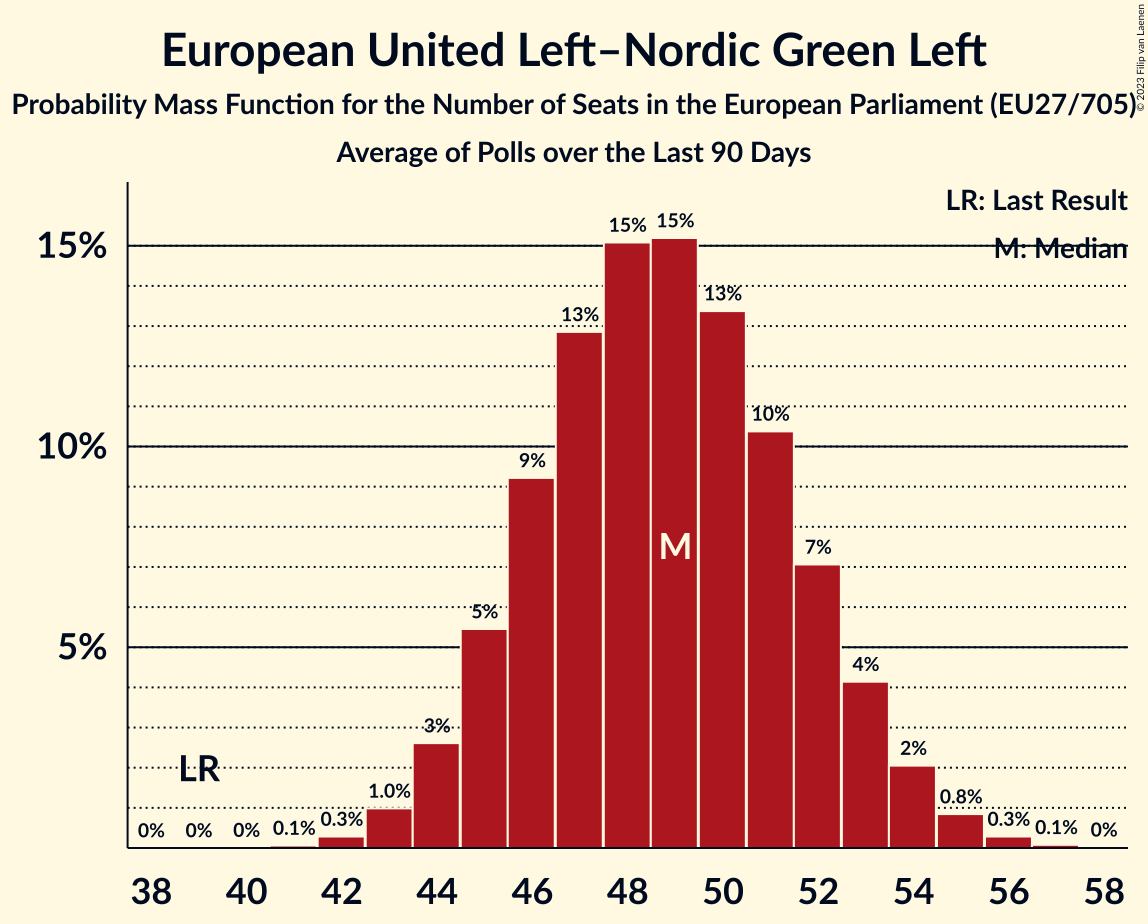 European United Left–Nordic Green Left
Probability Mass Function for the Number of Seats in the European Parliament (EU27/705)
Average of Polls over the Last 90 Days
© 2023 Filip van Laenen
LR: Last Result
M: Median
15%
10%
5%
0% 0% 0% 0.1% 0.3% 1.0% 3% 5% 9% 13% 15% 15% 13% 10% 7% 4% 2% 0.8% 0.3% 0.1% 0%
LR
M
38 40 42 44 46 48 50 52 54 56 58